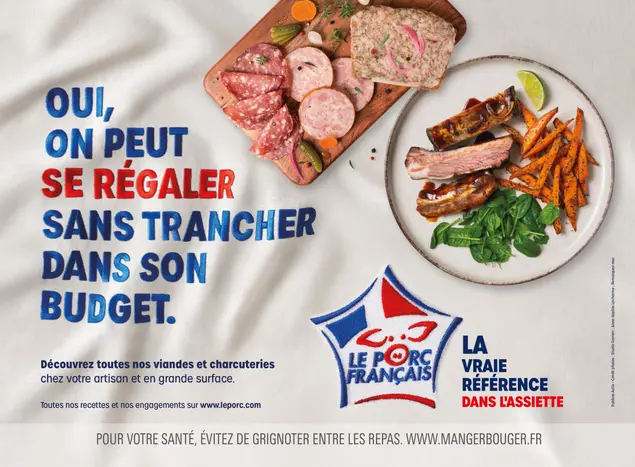 OUI,
ON PEUT
SE RÉGALER
SANS TRANCHER
DANS SON
BUDGET.
Découvrez toutes nos viandes et charcuteries
chez votre artisan et en grande surface.
Toutes nos recettes et nos engagements sur www.leporc.com
LE PORC
FRANÇAIS
LA
VRAIE
RÉFÉRENCE
DANS L'ASSIETTE
POUR VOTRE SANTÉ, ÉVITEZ DE GRIGNOTER ENTRE LES REPAS. WWW.MANGERBOUGER.FR